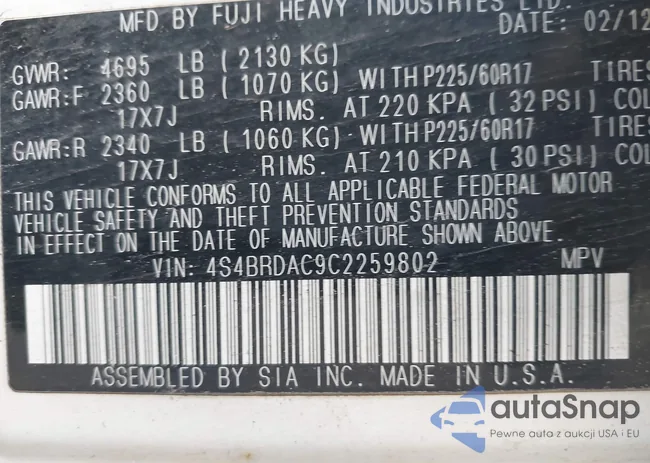 MFD BY FUJI HEAVY INDUSTRIES LTD.
DATE: 02/12
GVWR: 4695 LB ( 2130 KG)
GAWR:F 2360 LB ( 1070 KG) WITH P225/60R17 TIRES
17X7J RIMS. AT 220 KPA ( 32 PSI) COL
GAWR:R 2340 LB ( 1060 KG) WITH P225/60R17 TIRES
17X7J RIMS. AT 210 KPA ( 30 PSI) COL
THIS VEHICLE CONFORMS TO ALL APPLICABLE FEDERAL MOTOR
VEHICLE SAFETY AND THEFT PREVENTION STANDARDS
IN EFFECT ON THE DATE OF MANUFACTURE SHOWN ABOVE.
VIN: 4S4BRDAC9C2259802 MPV
ASSEMBLED BY SIA INC. MADE IN U.S.A.
autoSnap
Pewne auta z aukcji USA i EU